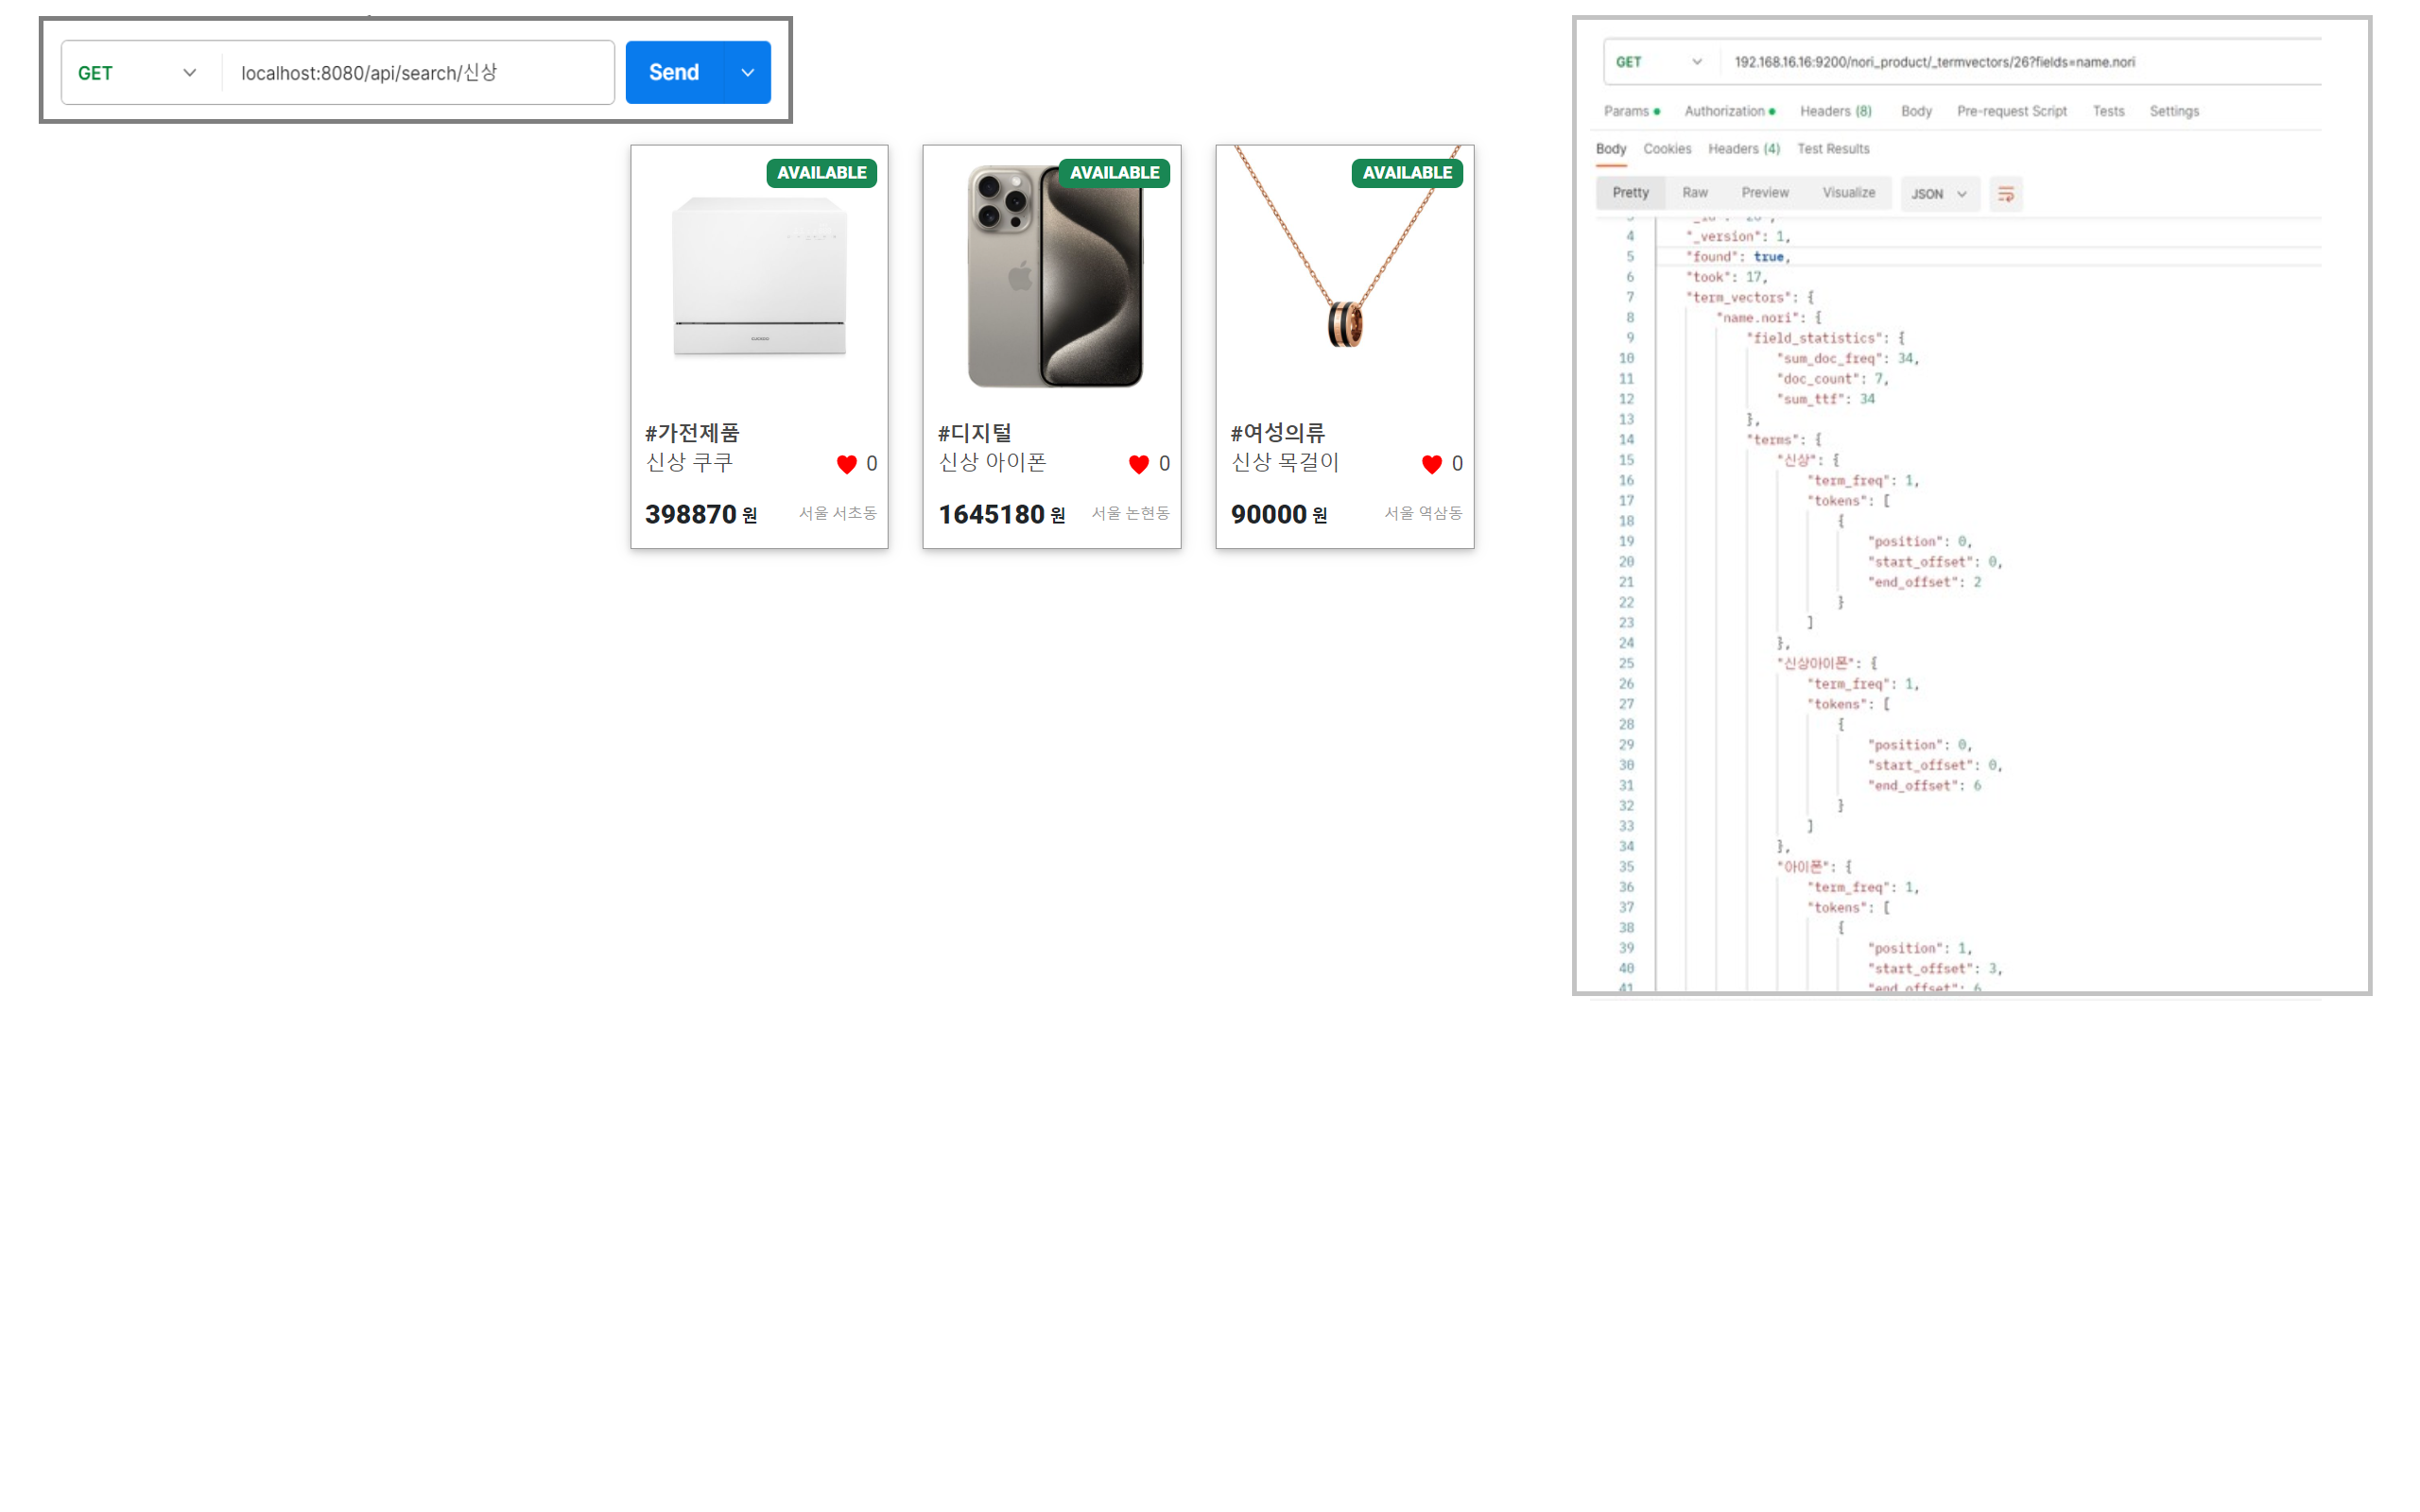 GET
localhost:8080/api/search/신상
Send
AVAILABLE
#가전제품
신상 쿠쿠
0
398870 원
서울 서초동
AVAILABLE
#디지털
신상 아이폰
0
1645180 원
서울 논현동
AVAILABLE
#여성의류
신상 목걸이
0
90000 원
서울 역삼동
GET
192.168.16.16:9200/nori_product/_termvectors/26?fields=name.nori
Params Authorization Headers (8) Body Pre-request Script Tests Settings
Body Cookies Headers (4) Test Results
Pretty Raw Preview Visualize JSON
4 "_version": 1,
5 "found": true,
6 "took": 17,
7 "term_vectors": {
8 "name.nori": {
9 "field_statistics": {
10 "sum_doc_freq": 34,
11 "doc_count": 7,
12 "sum_ttf": 34
13 },
14 "terms": {
15 "신상": {
16 "term_freq": 1,
17 "tokens": [
18 {
19 "position": 0,
20 "start_offset": 0,
21 "end_offset": 2
22 }
23 ]
24 },
25 "신상아이폰": {
26 "term_freq": 1,
27 "tokens": [
28 {
29 "position": 0,
30 "start_offset": 0,
31 "end_offset": 6
32 }
33 ]
34 },
35 "아이폰": {
36 "term_freq": 1,
37 "tokens": [
38 {
39 "position": 1,
40 "start_offset": 3,
41 "end_offset": 6